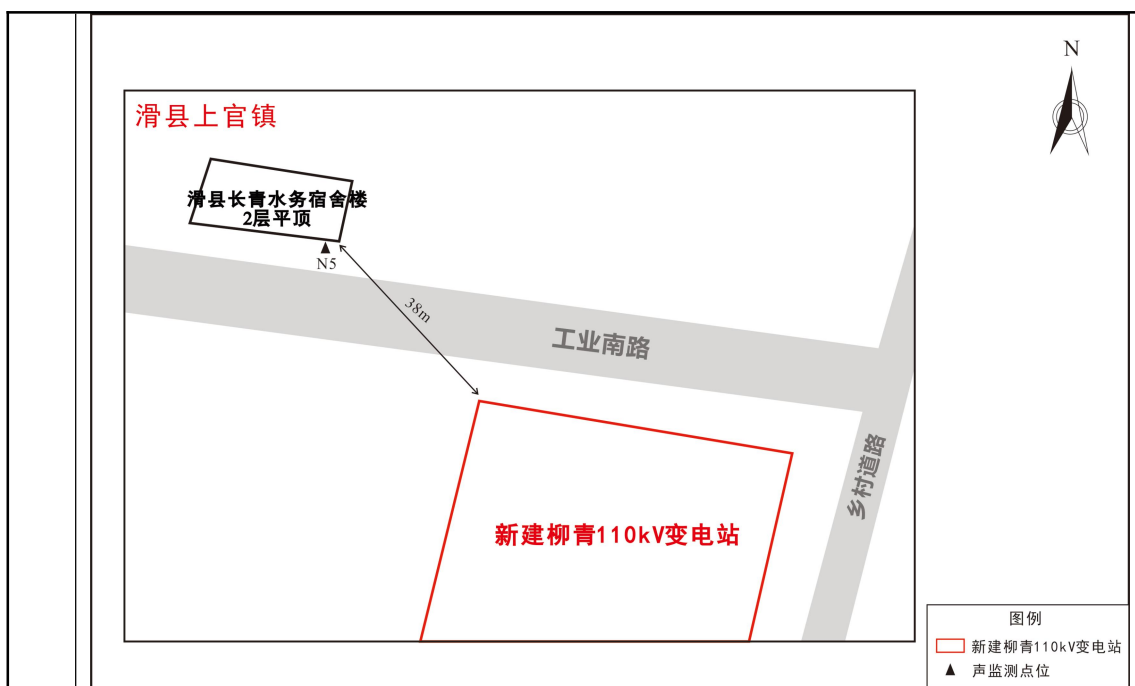 N
滑县上官镇
滑县长青水务宿舍楼
2层平顶
N5
38m
工业南路
乡村道路
新建柳青110kV变电站
图例
新建柳青110kV变电站
声监测点位